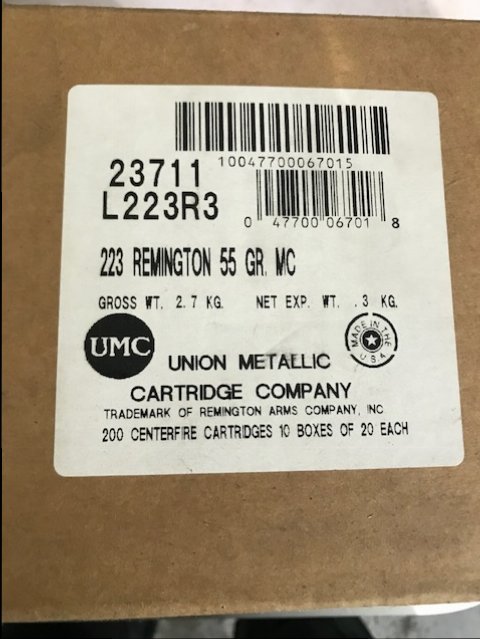 10047700067015
23711
L223R3
0 47700 06701 8
223 REMINGTON 55 GR. MC
GROSS WT. 2.7 KG. NET EXP. WT. .3 KG.
UMC
MADE IN THE U.S.A.
UNION METALLIC
CARTRIDGE COMPANY
TRADEMARK OF REMINGTON ARMS COMPANY, INC
200 CENTERFIRE CARTRIDGES 10 BOXES OF 20 EACH